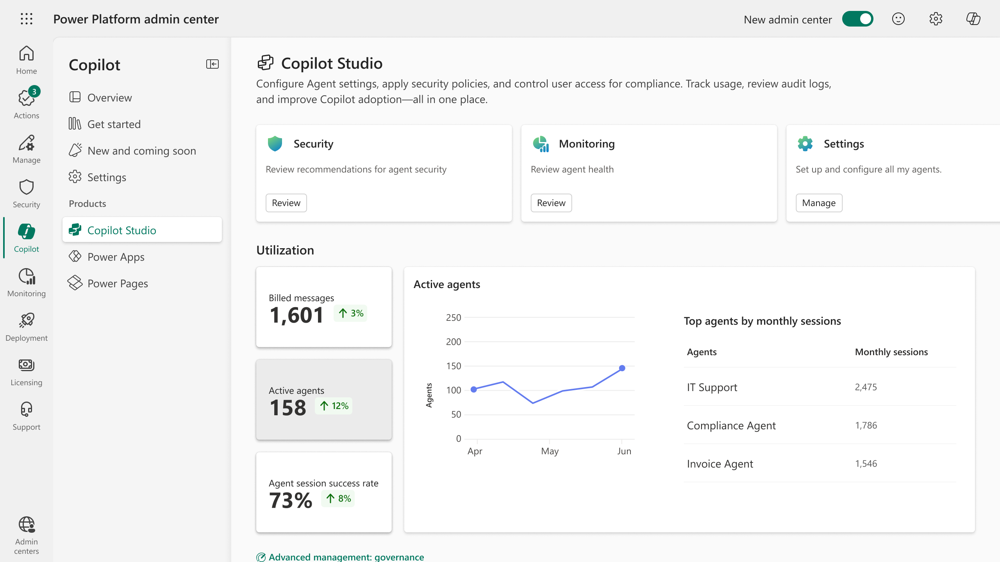 Power Platform admin center
New admin center
Home
3
Actions
Manage
Security
Copilot
Monitoring
Deployment
Licensing
Support
Admin
centers
Copilot
Overview
Get started
New and coming soon
Settings
Products
Copilot Studio
Power Apps
Power Pages
Copilot Studio
Configure Agent settings, apply security policies, and control user access for compliance. Track usage, review audit logs,
and improve Copilot adoption—all in one place.
Security
Review recommendations for agent security
Review
Monitoring
Review agent health
Review
Settings
Set up and configure all my agents.
Manage
Utilization
Billed messages
1,601 3%
Active agents
158 12%
Agent session success rate
73% 8%
Active agents
250
200
150
100
50
0
Agents
Apr May Jun
Top agents by monthly sessions
Agents Monthly sessions
IT Support 2,475
Compliance Agent 1,786
Invoice Agent 1,546
Advanced management: governance